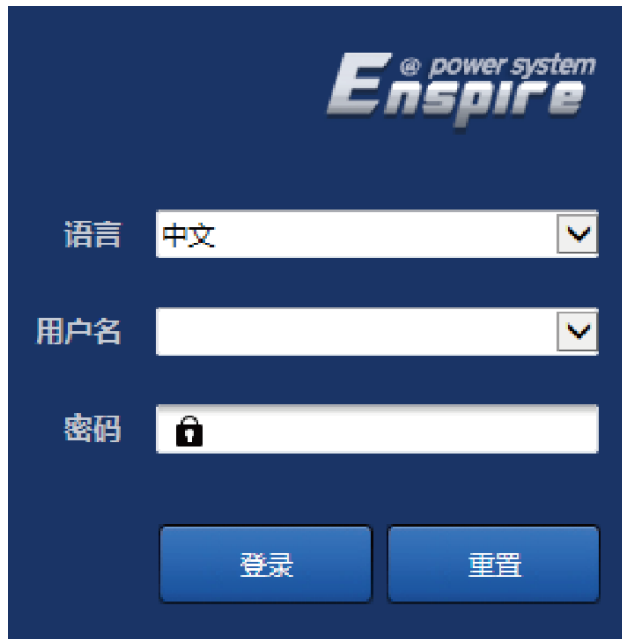 @ power system
Enspire
语言 中文
用户名
密码
登录 重置